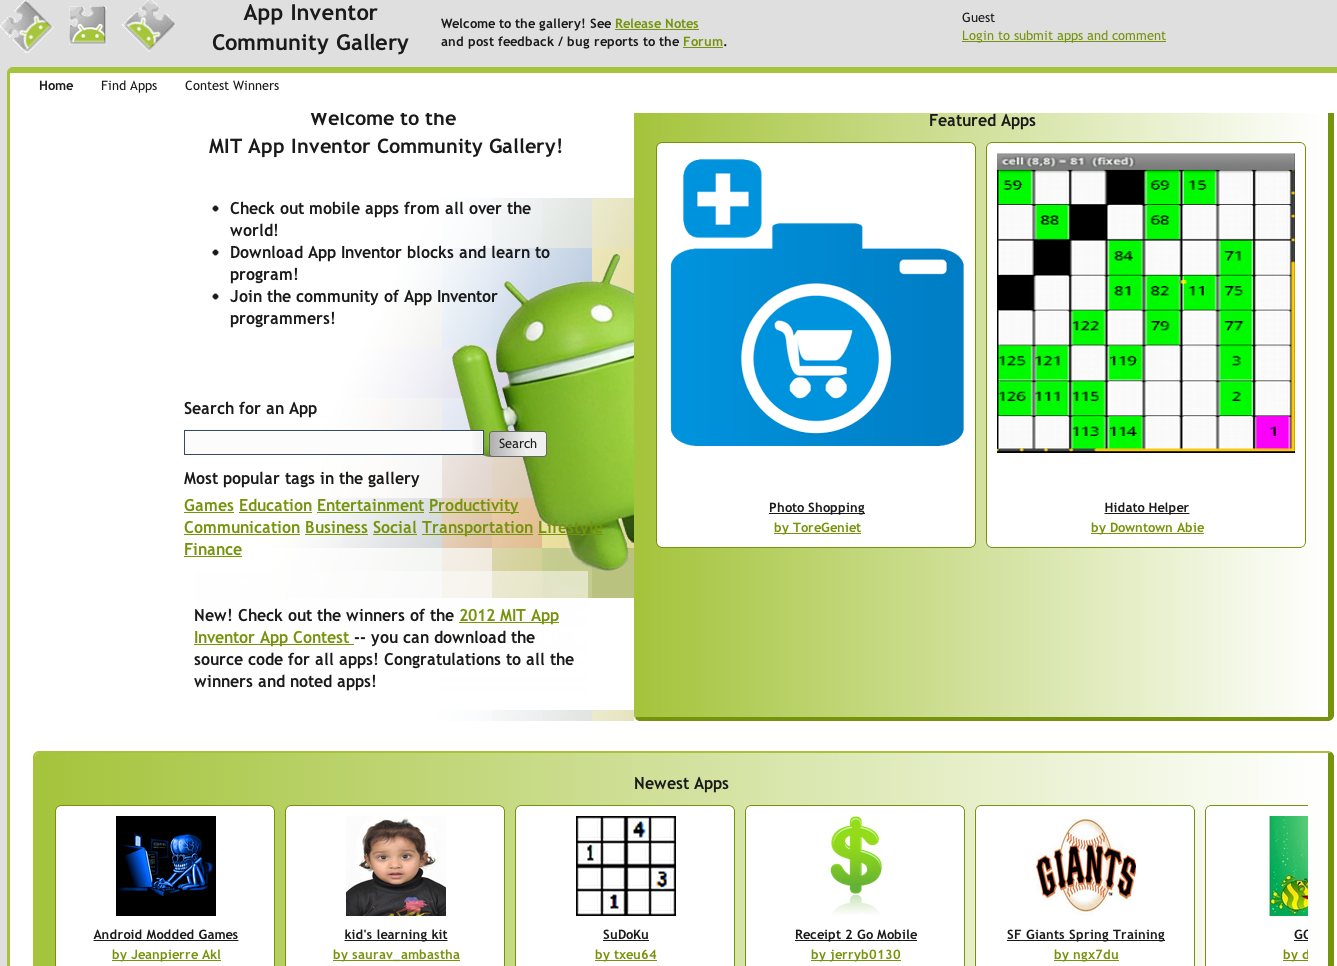 App Inventor
Community Gallery
Welcome to the gallery! See Release Notes
and post feedback / bug reports to the Forum.
Guest
Login to submit apps and comment
Home Find Apps Contest Winners
Welcome to the
MIT App Inventor Community Gallery!
• Check out mobile apps from all over the
world!
• Download App Inventor blocks and learn to
program!
• Join the community of App Inventor
programmers!
Search for an App
Search
Most popular tags in the gallery
Games Education Entertainment Productivity
Communication Business Social Transportation Lifestyle
Finance
New! Check out the winners of the 2012 MIT App
Inventor App Contest -- you can download the
source code for all apps! Congratulations to all the
winners and noted apps!
Featured Apps
Photo Shopping
by ToreGeniet
cell (8,8) = 81 (fixed)
59 69 15
88 68
84 71
81 82 11 75
122 79 77
125 121 119 3
126 111 115 2
113 114 1
Hidato Helper
by Downtown Abie
Newest Apps
Android Modded Games
by Jeanpierre Akl
kid's learning kit
by saurav_ambastha
4
1
3
1
SuDoKu
by txeu64
$
Receipt 2 Go Mobile
by jerryb0130
GIANTS
SF Giants Spring Training
by ngx7du
by d